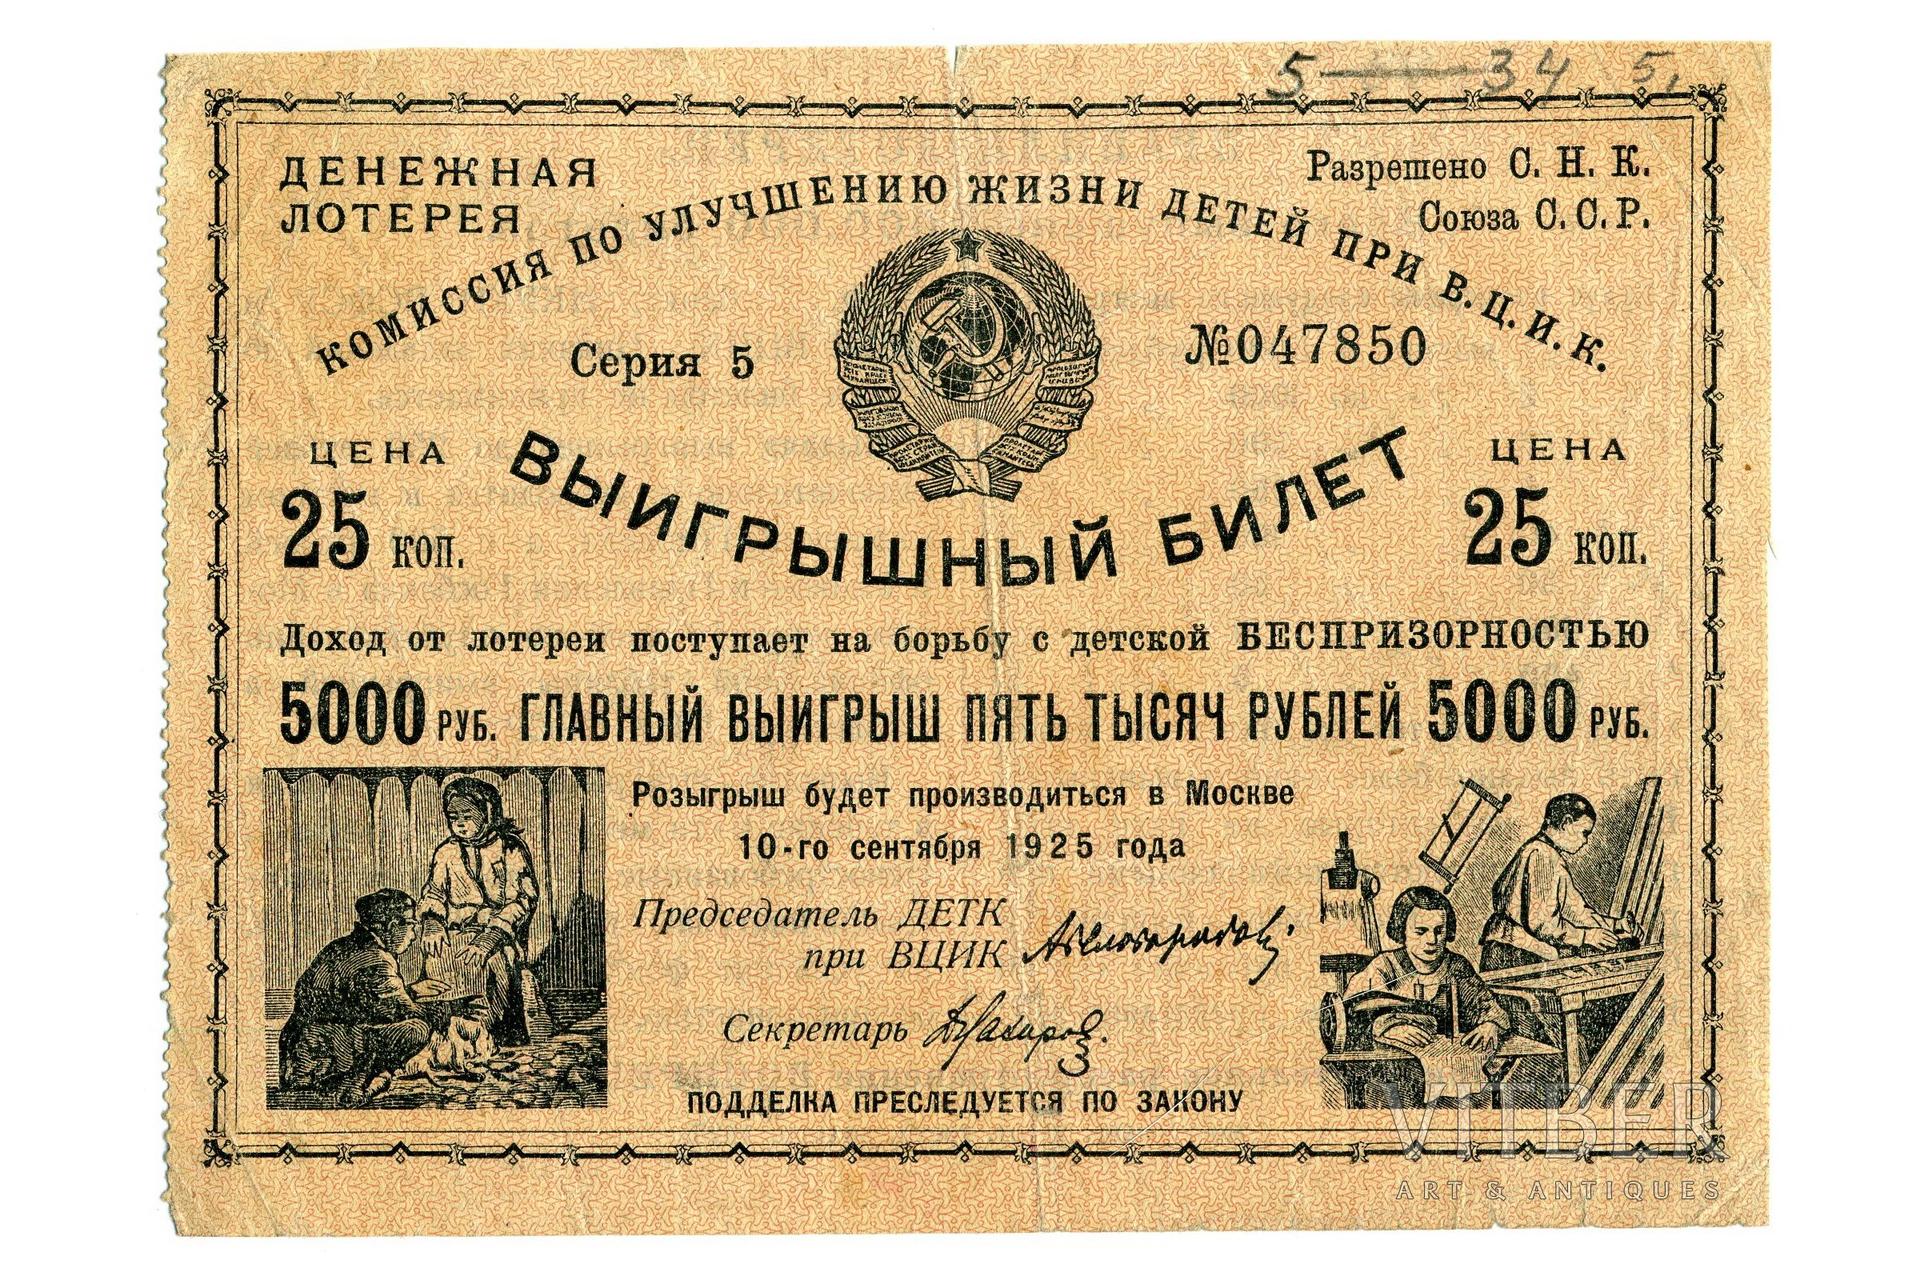 5 — 34 5.
ДЕНЕЖНАЯ
ЛОТЕРЕЯ
Разрешено С. Н. К.
Союза С. С. Р.
КОМИССИЯ ПО УЛУЧШЕНИЮ ЖИЗНИ ДЕТЕЙ ПРИ В. Ц. И. К.
Серия 5
№047850
ЦЕНА
25 КОП.
ВЫИГРЫШНЫЙ БИЛЕТ
ЦЕНА
25 КОП.
Доход от лотереи поступает на борьбу с детской БЕСПРИЗОРНОСТЬЮ
5000 РУБ. ГЛАВНЫЙ ВЫИГРЫШ ПЯТЬ ТЫСЯЧ РУБЛЕЙ 5000 РУБ.
Розыгрыш будет производиться в Москве
10-го сентября 1925 года
Председатель ДЕТК
при ВЦИК
Секретарь
ПОДДЕЛКА ПРЕСЛЕДУЕТСЯ ПО ЗАКОНУ
VITBER
ART & ANTIQUES